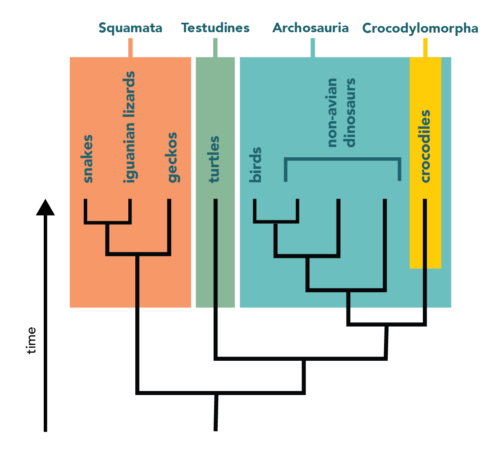 Squamata
Testudines
Archosauria
Crocodylomorpha
snakes
iguanian lizards
geckos
turtles
birds
non-avian
dinosaurs
crocodiles
time